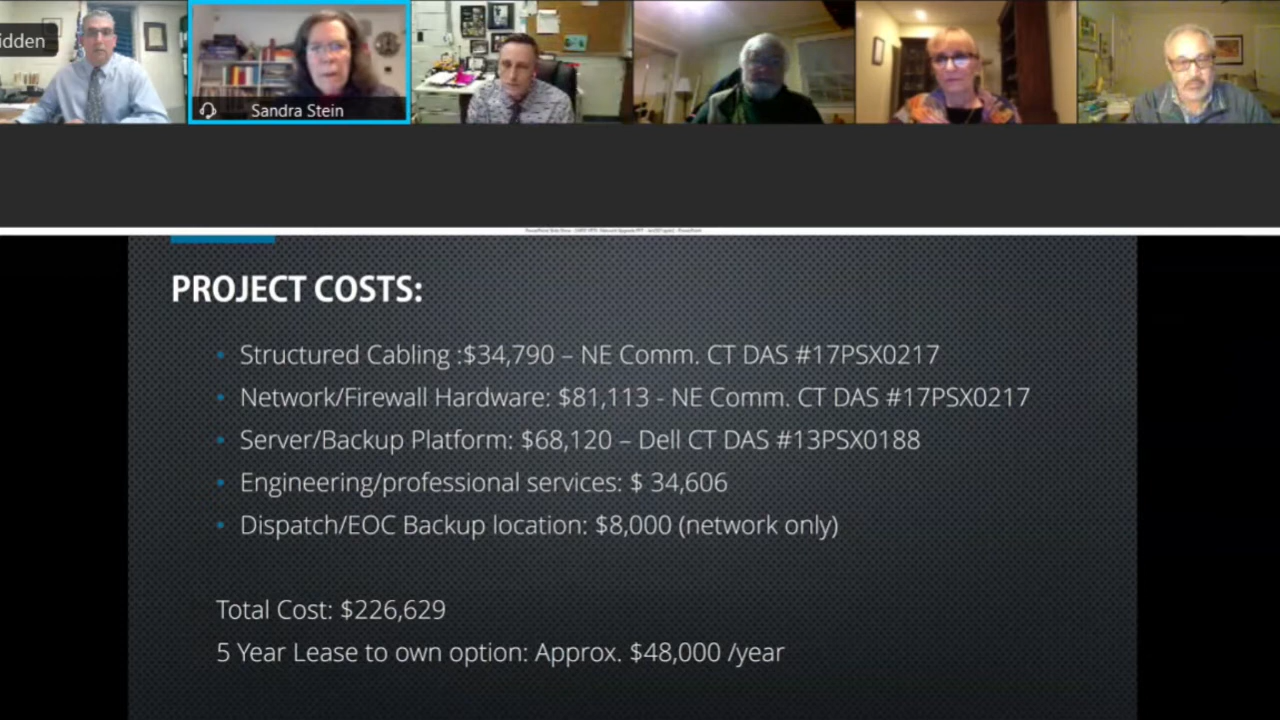 idden
Sandra Stein
PROJECT COSTS:
• Structured Cabling :$34,790 – NE Comm. CT DAS #17PSX0217
• Network/Firewall Hardware: $81,113 - NE Comm. CT DAS #17PSX0217
• Server/Backup Platform: $68,120 – Dell CT DAS #13PSX0188
• Engineering/professional services: $ 34,606
• Dispatch/EOC Backup location: $8,000 (network only)
Total Cost: $226,629
5 Year Lease to own option: Approx. $48,000 /year